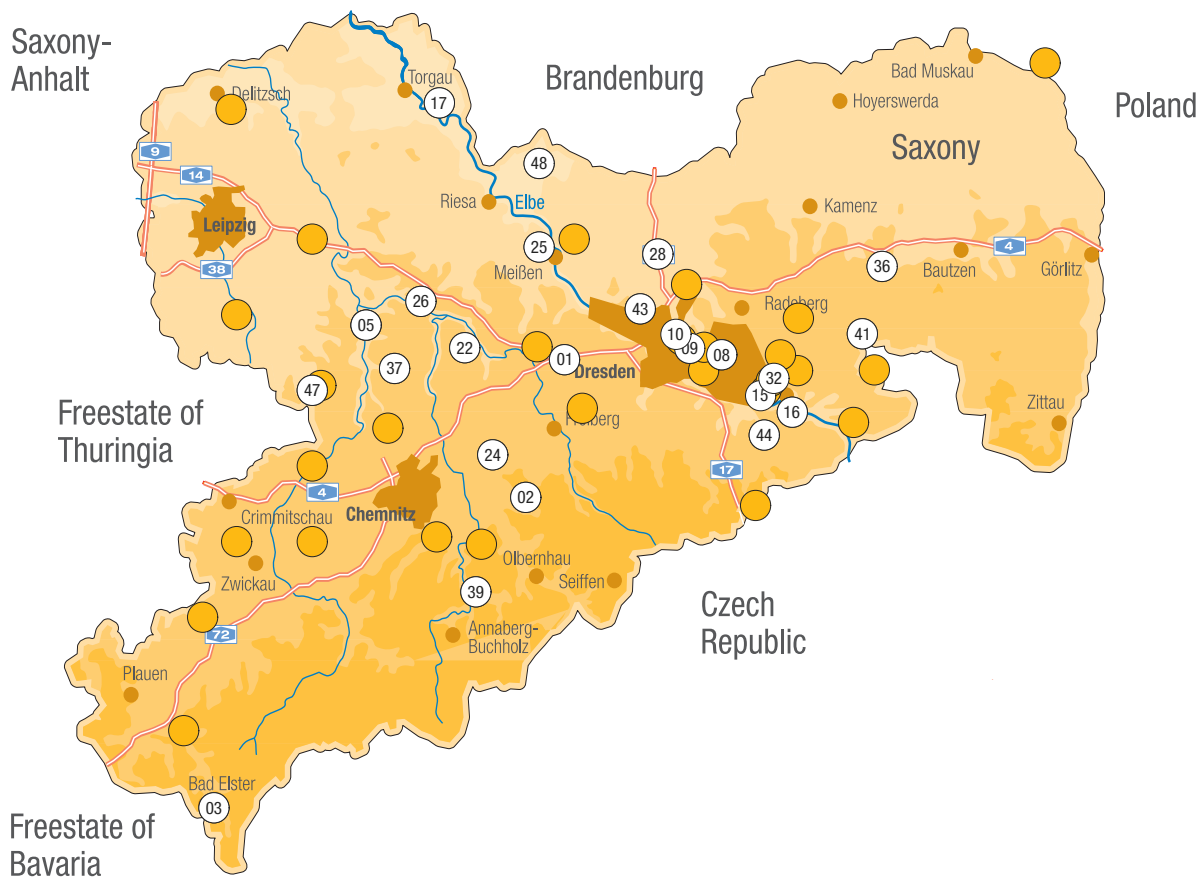 Saxony-
Anhalt
Brandenburg
Poland
Saxony
Bad Muskau
Hoyerswerda
Torgau
17
Delitzsch
9
14
48
Leipzig
Riesa
Elbe
Kamenz
38
25
Meißen
28
4
36
Bautzen
Görlitz
26
43
Radeberg
05
10
41
22
09
08
37
01
Dresden
32
47
15
16
Freestate of
Thuringia
Freiberg
44
Zittau
24
17
4
02
Crimmitschau
Chemnitz
Zwickau
Olbernhau
Seiffen
39
Czech
Republic
72
Annaberg-
Buchholz
Plauen
Bad Elster
03
Freestate of
Bavaria